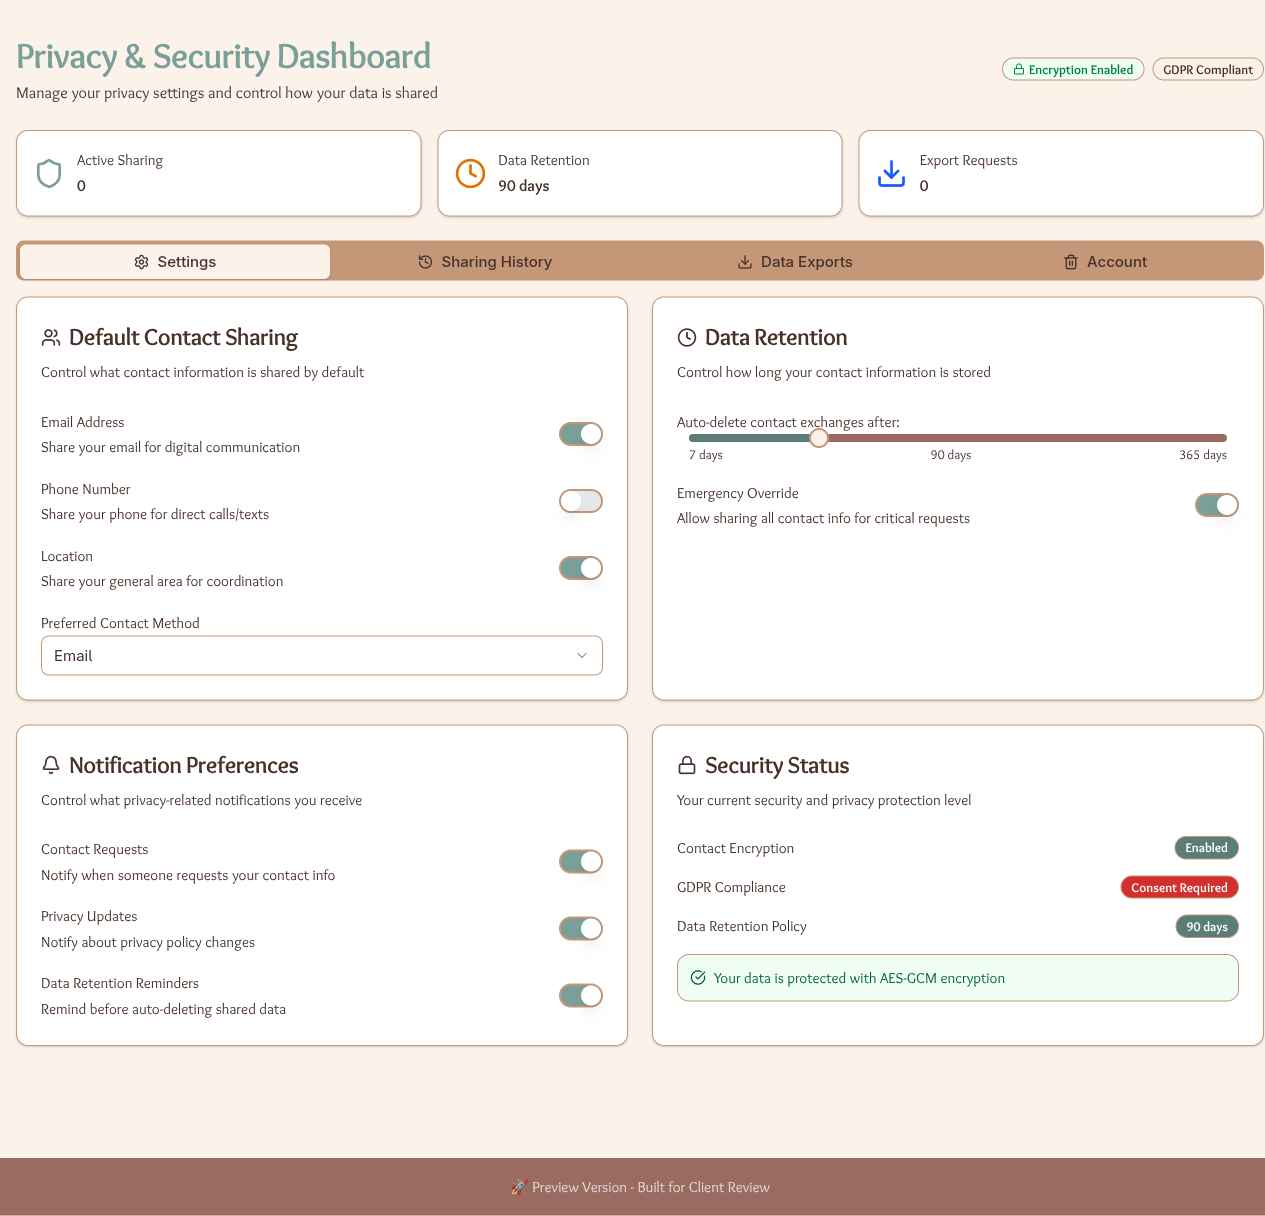 Privacy & Security Dashboard
Manage your privacy settings and control how your data is shared
Encryption Enabled
GDPR Compliant
Active Sharing
0
Data Retention
90 days
Export Requests
0
Settings
Sharing History
Data Exports
Account
Default Contact Sharing
Control what contact information is shared by default
Email Address
Share your email for digital communication
Phone Number
Share your phone for direct calls/texts
Location
Share your general area for coordination
Preferred Contact Method
Email
Data Retention
Control how long your contact information is stored
Auto-delete contact exchanges after:
7 days
90 days
365 days
Emergency Override
Allow sharing all contact info for critical requests
Notification Preferences
Control what privacy-related notifications you receive
Contact Requests
Notify when someone requests your contact info
Privacy Updates
Notify about privacy policy changes
Data Retention Reminders
Remind before auto-deleting shared data
Security Status
Your current security and privacy protection level
Contact Encryption
Enabled
GDPR Compliance
Consent Required
Data Retention Policy
90 days
Your data is protected with AES-GCM encryption
🚀 Preview Version - Built for Client Review